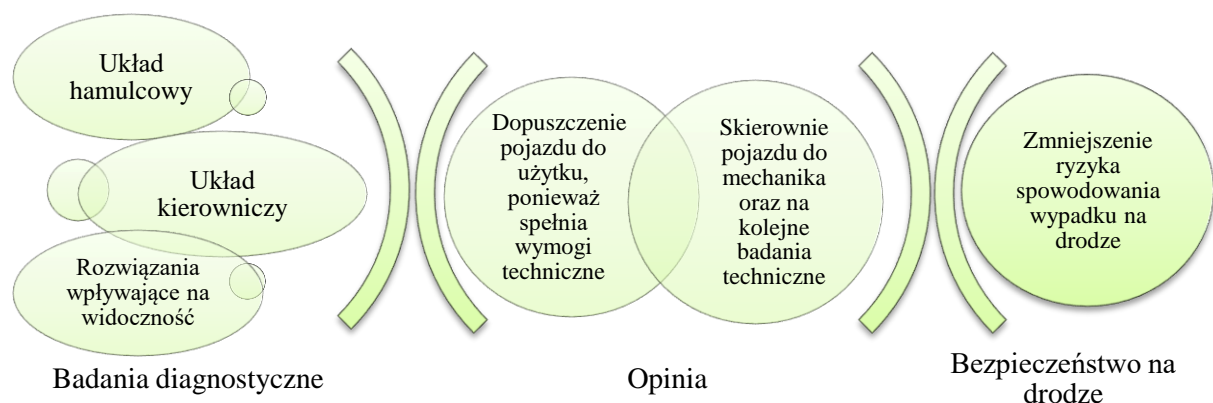 Układ
hamulcowy
Układ
kierowniczy
Rozwiązania
wpływające na
widoczność
Badania diagnostyczne
Dopuszczenie
pojazdu do
użytku,
ponieważ
spełnia
wymogi
techniczne
Skierownie
pojazdu do
mechanika
oraz na
kolejne
badania
techniczne
Opinia
Zmniejszenie
ryzyka
spowodowania
wypadku na
drodze
Bezpieczeństwo na
drodze